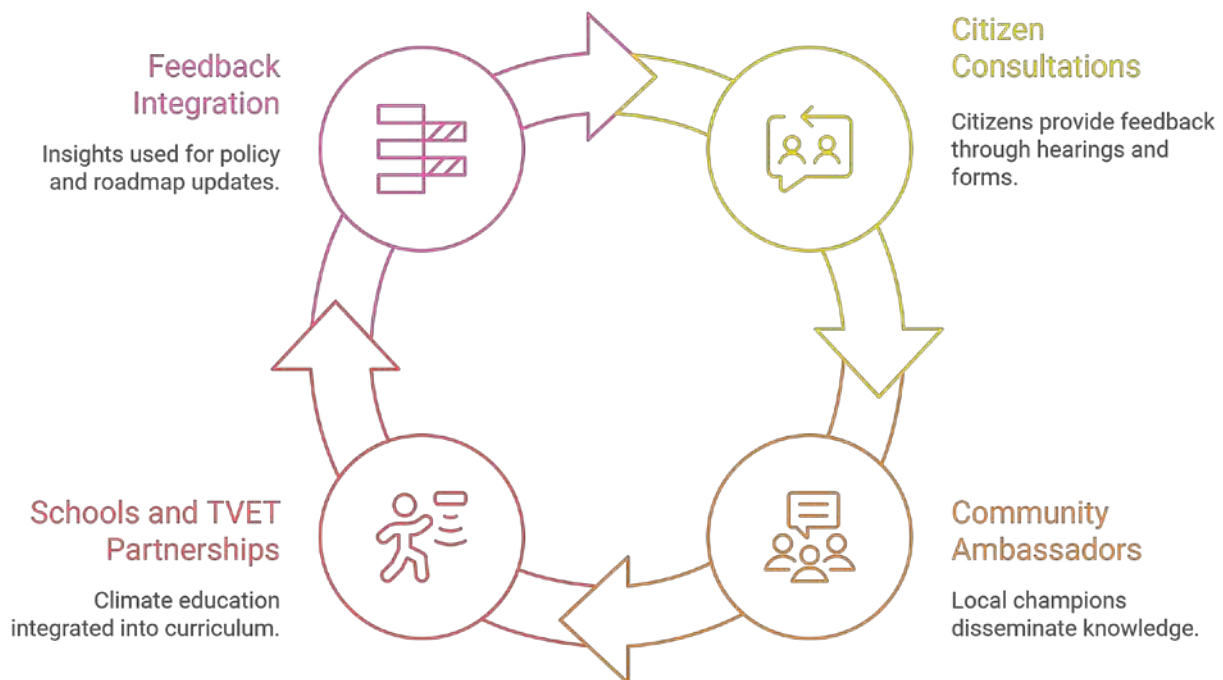 Feedback
Integration
Insights used for policy
and roadmap updates.
Citizen
Consultations
Citizens provide feedback
through hearings and
forms.
Schools and TVET
Partnerships
Climate education
integrated into curriculum.
Community
Ambassadors
Local champions
disseminate knowledge.